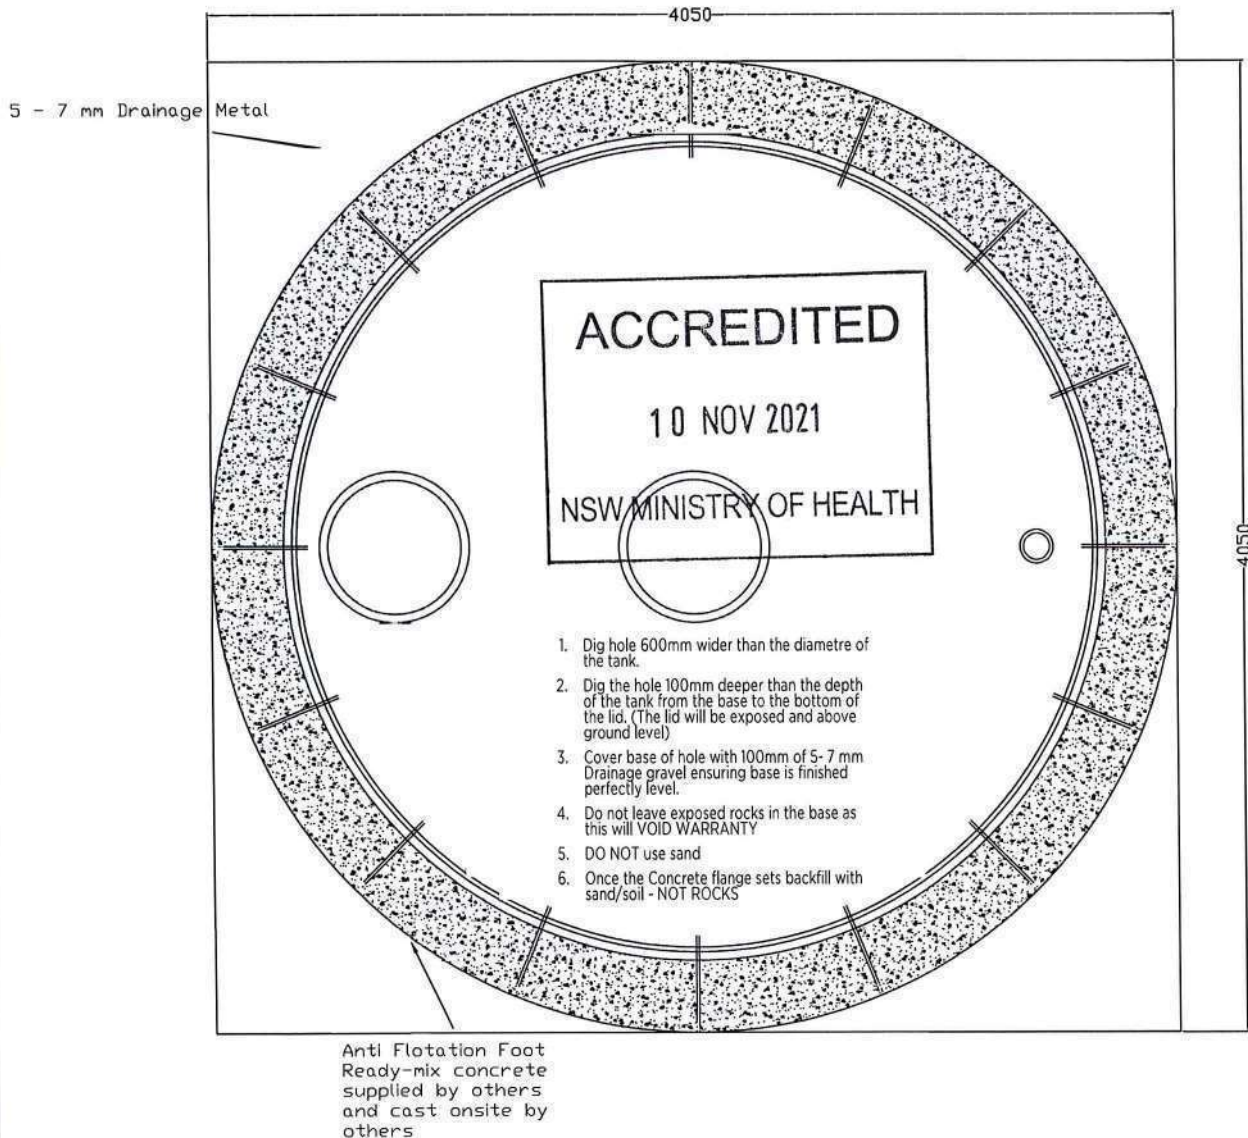 4050
5 - 7 mm Drainage Metal
ACCREDITED
10 NOV 2021
NSW MINISTRY OF HEALTH
4050
1. Dig hole 600mm wider than the diametre of
the tank.
2. Dig the hole 100mm deeper than the depth
of the tank from the base to the bottom of
the lid. (The lid will be exposed and above
ground level)
3. Cover base of hole with 100mm of 5- 7 mm
Drainage gravel ensuring base is finished
perfectly level.
4. Do not leave exposed rocks in the base as
this will VOID WARRANTY
5. DO NOT use sand
6. Once the Concrete flange sets backfill with
sand/soil - NOT ROCKS
Anti Flotation Foot
Ready-mix concrete
supplied by others
and cast onsite by
others